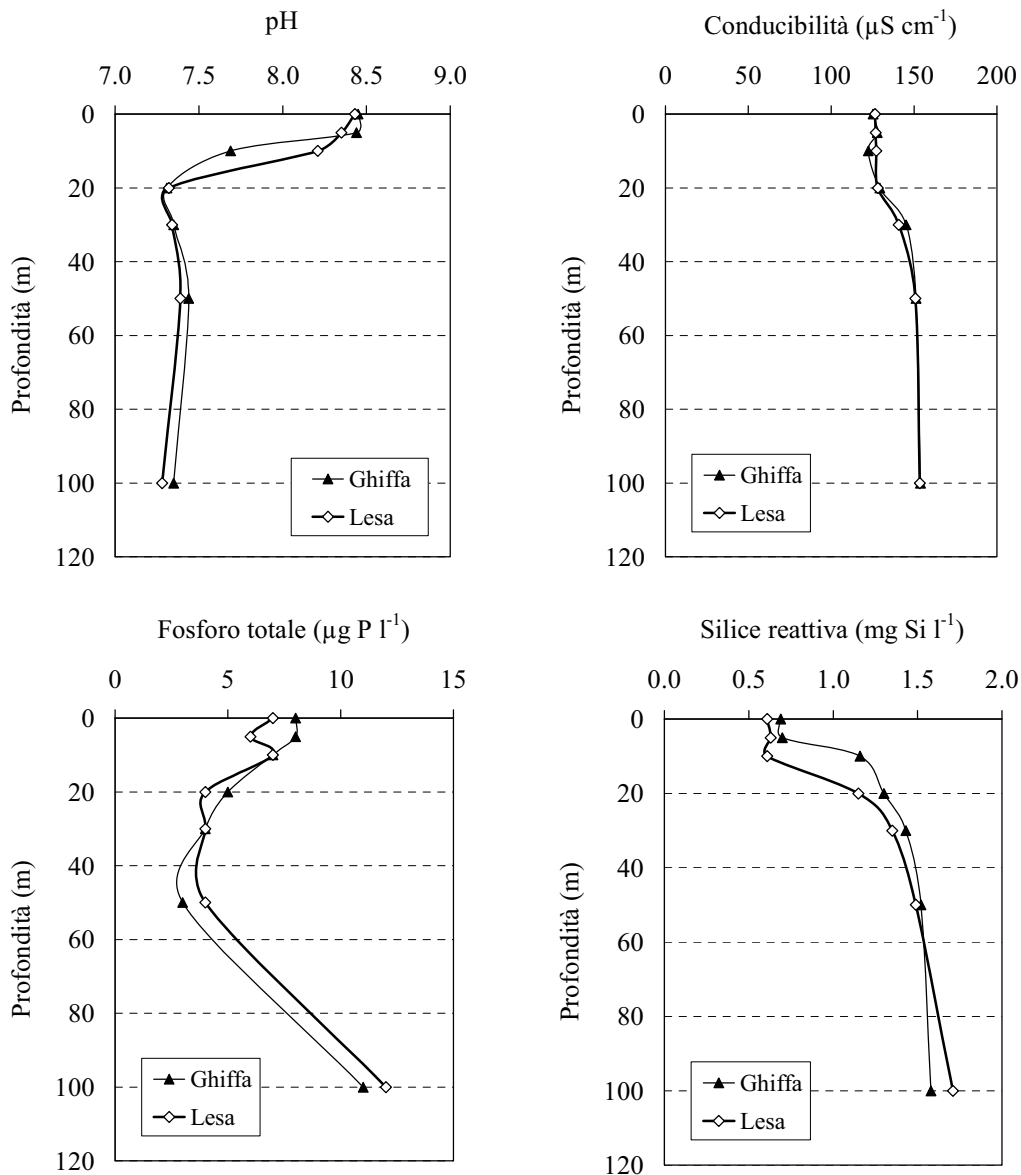 pH
7.0 7.5 8.0 8.5 9.0
0
20
40
60
80
100
120
Profondità (m)
Ghiffa
Lesa
Conducibilità (µS cm⁻¹)
0 50 100 150 200
0
20
40
60
80
100
120
Profondità (m)
Ghiffa
Lesa
Fosforo totale (µg P l⁻¹)
0 5 10 15
0
20
40
60
80
100
120
Profondità (m)
Ghiffa
Lesa
Silice reattiva (mg Si l⁻¹)
0.0 0.5 1.0 1.5 2.0
0
20
40
60
80
100
120
Profondità (m)
Ghiffa
Lesa